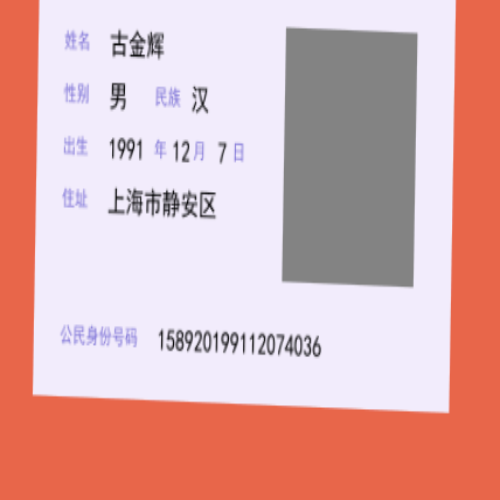 姓名 古金辉
性别 男 民族 汉
出生 1991 年 12 月 7 日
住址 上海市静安区
公民身份号码 158920199112074036